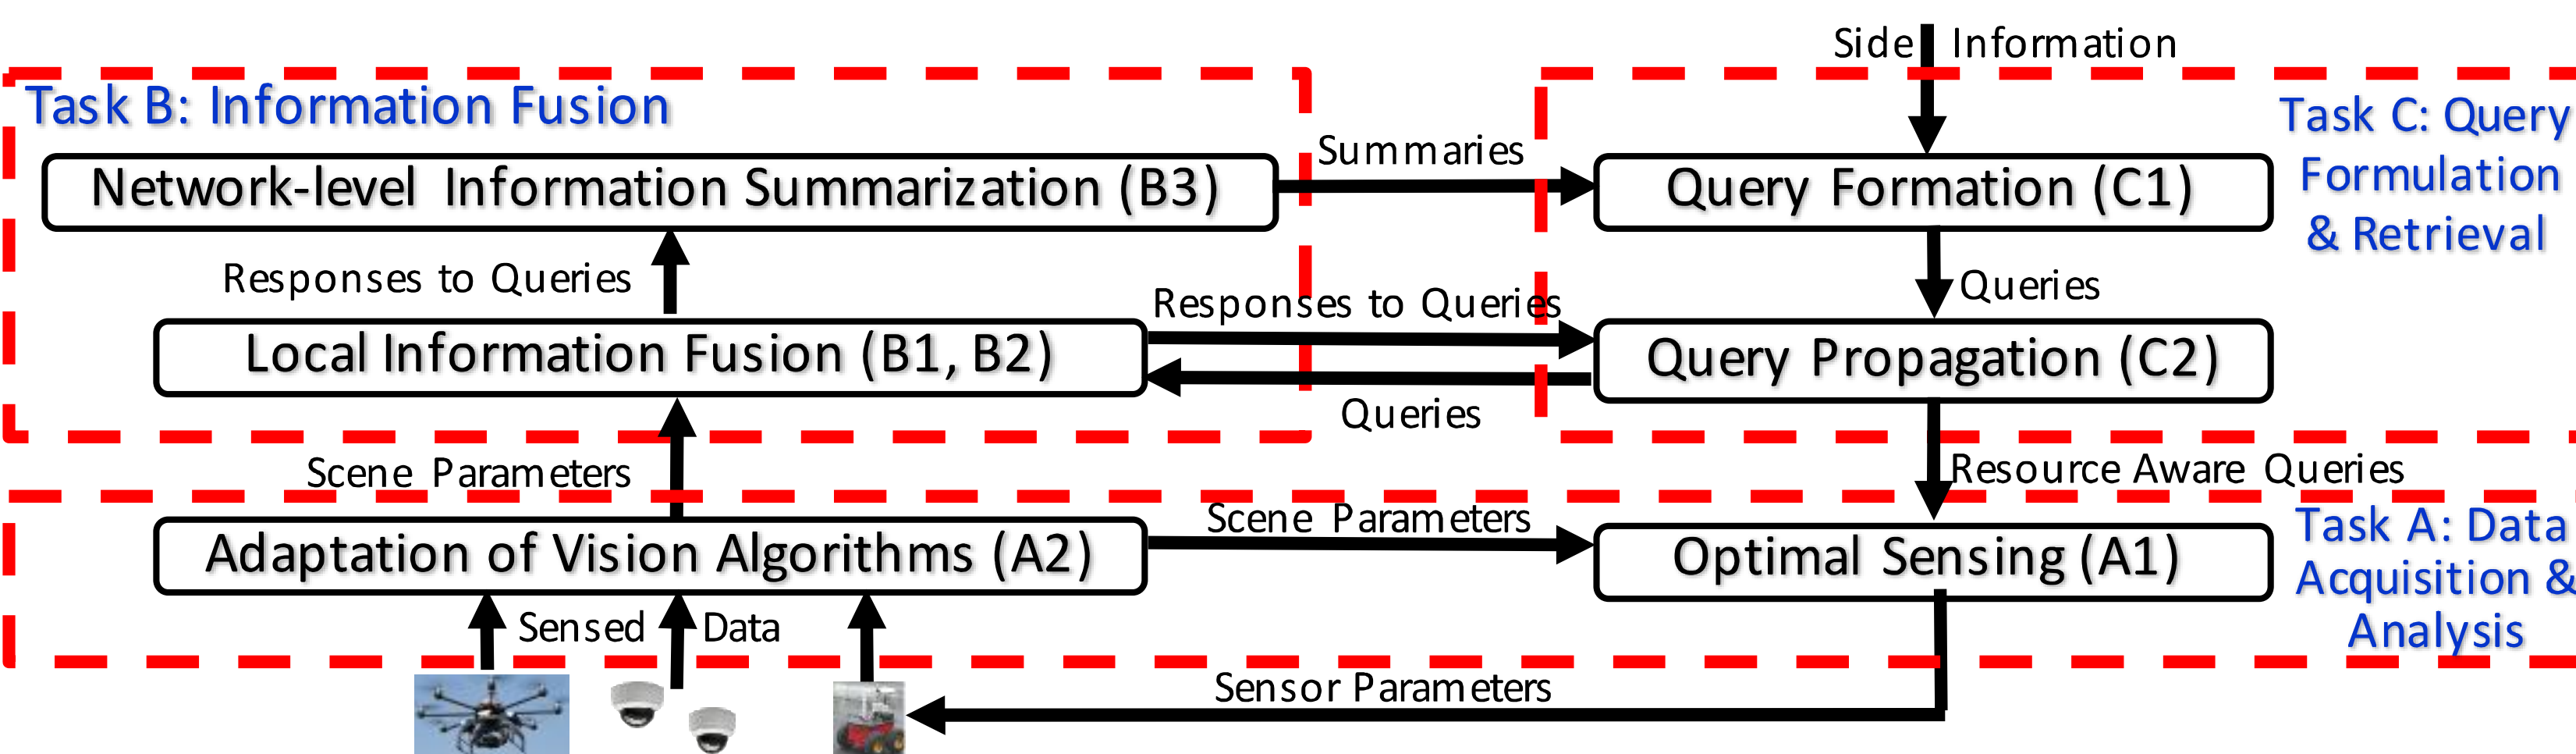 Side Information
Task B: Information Fusion
Task C: Query
Formulation
& Retrieval
Summaries
Network-level Information Summarization (B3)
Query Formation (C1)
Responses to Queries
Queries
Responses to Queries
Local Information Fusion (B1, B2)
Query Propagation (C2)
Queries
Scene Parameters
Resource Aware Queries
Scene Parameters
Task A: Data
Acquisition &
Analysis
Adaptation of Vision Algorithms (A2)
Optimal Sensing (A1)
Sensed Data
Sensor Parameters